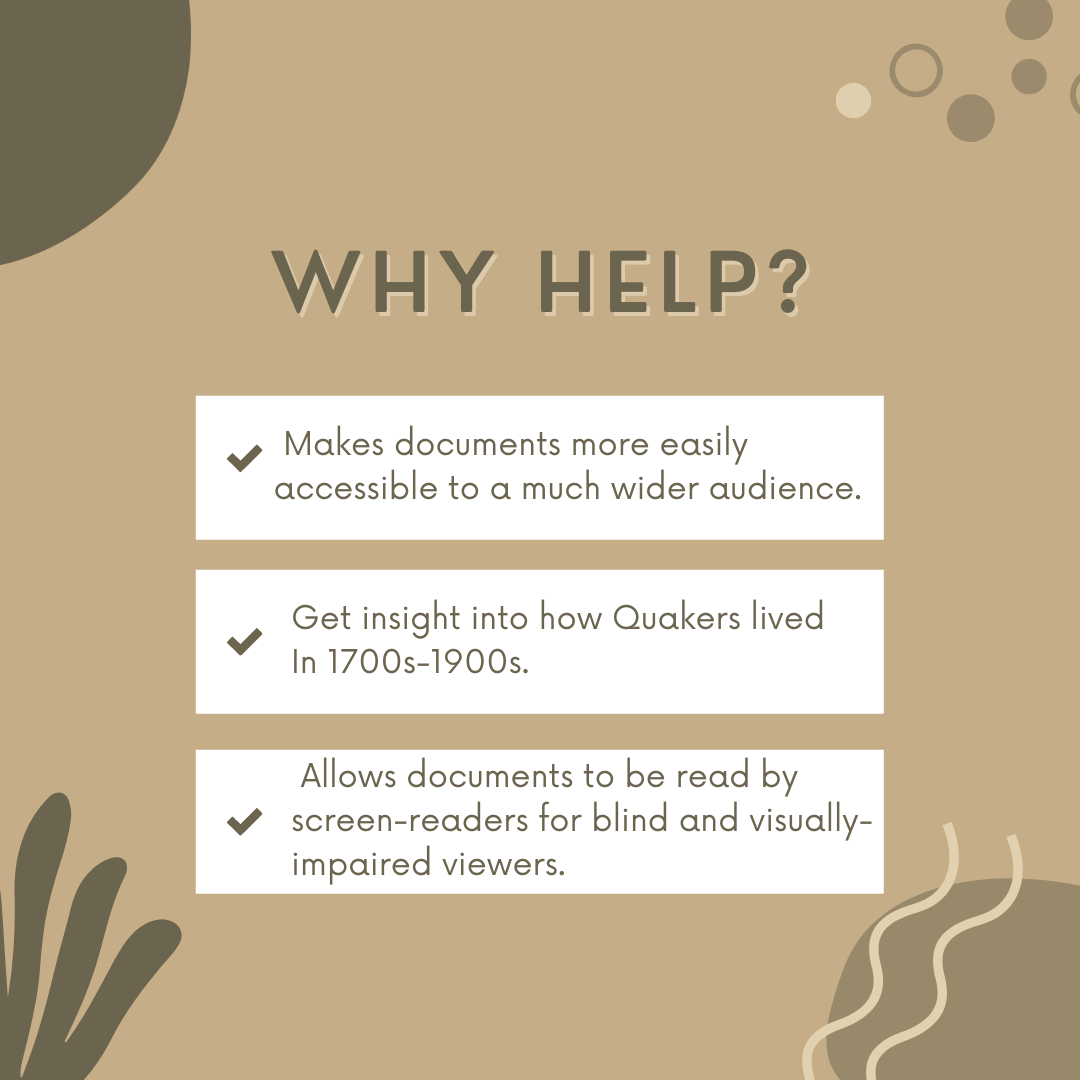 WHY HELP?
Makes documents more easily
accessible to a much wider audience.
Get insight into how Quakers lived
In 1700s-1900s.
Allows documents to be read by
screen-readers for blind and visually-
impaired viewers.